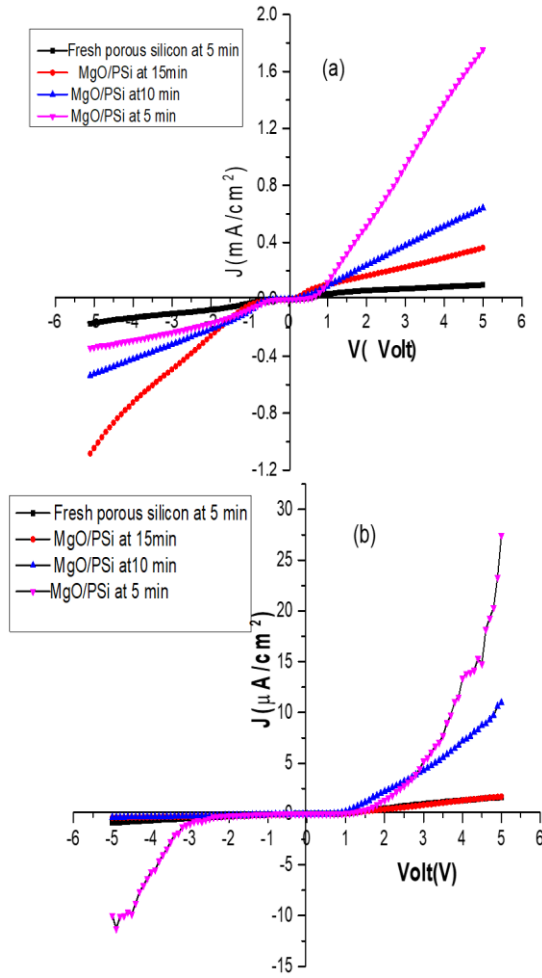 Fresh porous silicon at 5 min
MgO/PSi at 15min
MgO/PSi at10 min
MgO/PSi at 5 min
(a)
J (mA/cm²)
2.0
1.6
1.2
0.8
0.4
0.0
-0.4
-0.8
-1.2
-6 -5 -4 -3 -2 -1 0 1 2 3 4 5 6
V( Volt)
Fresh porous silicon at 5 min
MgO/PSi at 15min
MgO/PSi at10 min
MgO/PSi at 5 min
(b)
J (μA/cm²)
30
25
20
15
10
5
0
-5
-10
-15
-6 -5 -4 -3 -2 -1 0 1 2 3 4 5 6
Volt(V)